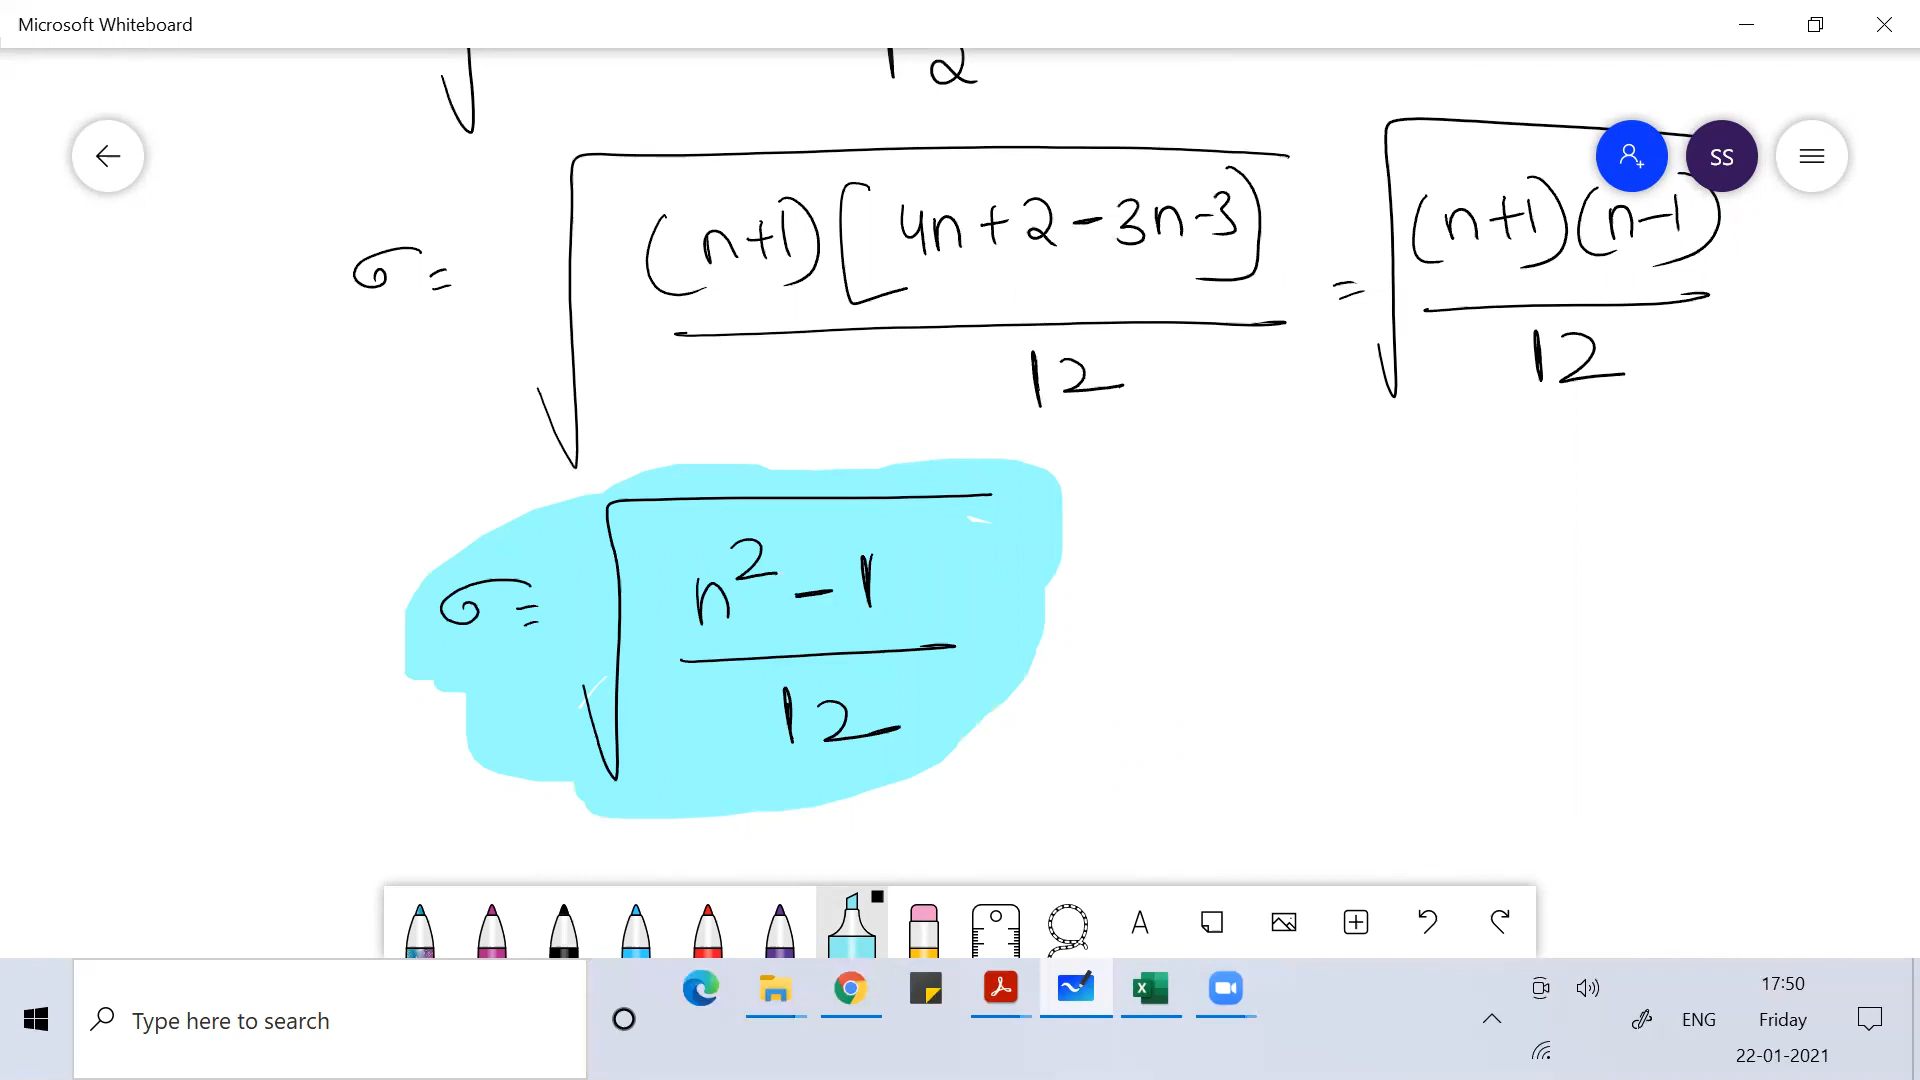 Microsoft Whiteboard
12
σ = √((n+1)[4n+2-3n-3]/12) = √((n+1)(n-1)/12)
SS
σ = √(n²-1/12)
A
Type here to search
ENG
17:50
Friday
22-01-2021